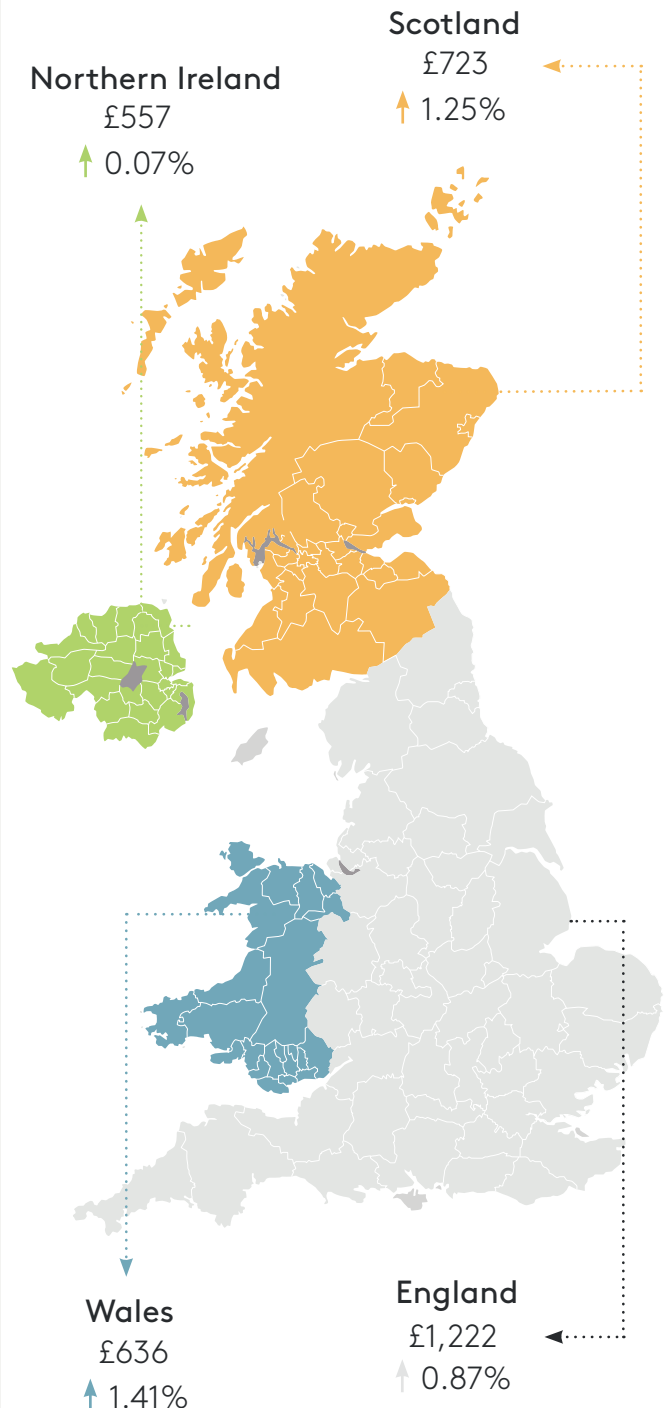 Scotland
£723
1.25%
Northern Ireland
£557
0.07%
Wales
£636
1.41%
England
£1,222
0.87%